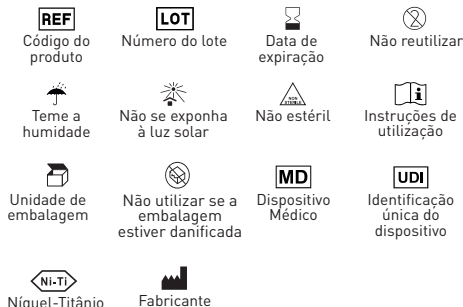 REF
LOT
Código do
produto
Número do lote
Data de
expiração
Não reutilizar
2
NON
STERILE
i
Teme a
humidade
Não se exponha
à luz solar
Não estéril
Instruções de
utilização
MD
UDI
Unidade de
embalagem
Não utilizar se a
embalagem
estiver danificada
Dispositivo
Médico
Identificação
única do
dispositivo
Ni-Ti
Níquel-Titânio
Fabricante